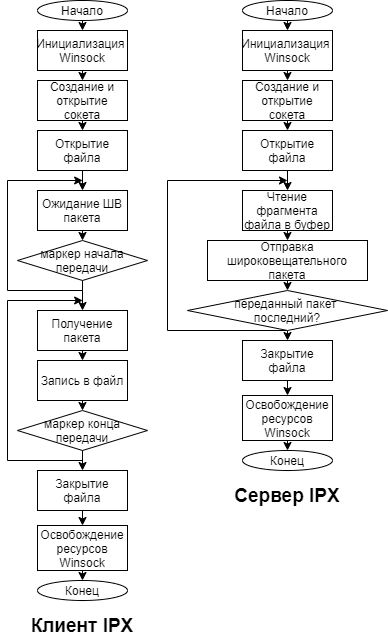 Начало
Инициализация
Winsock
Создание и
открытие
сокета
Открытие
файла
Ожидание ШВ
пакета
маркер начала
передачи
Получение
пакета
Запись в файл
маркер конца
передачи
Закрытие
файла
Освобождение
ресурсов
Winsock
Конец
Клиент IPX
Начало
Инициализация
Winsock
Создание и
открытие
сокета
Открытие
файла
Чтение
фрагмента
файла в буфер
Отправка
широковещательного
пакета
переданный пакет
последний?
Закрытие
файла
Освобождение
ресурсов
Winsock
Конец
Сервер IPX